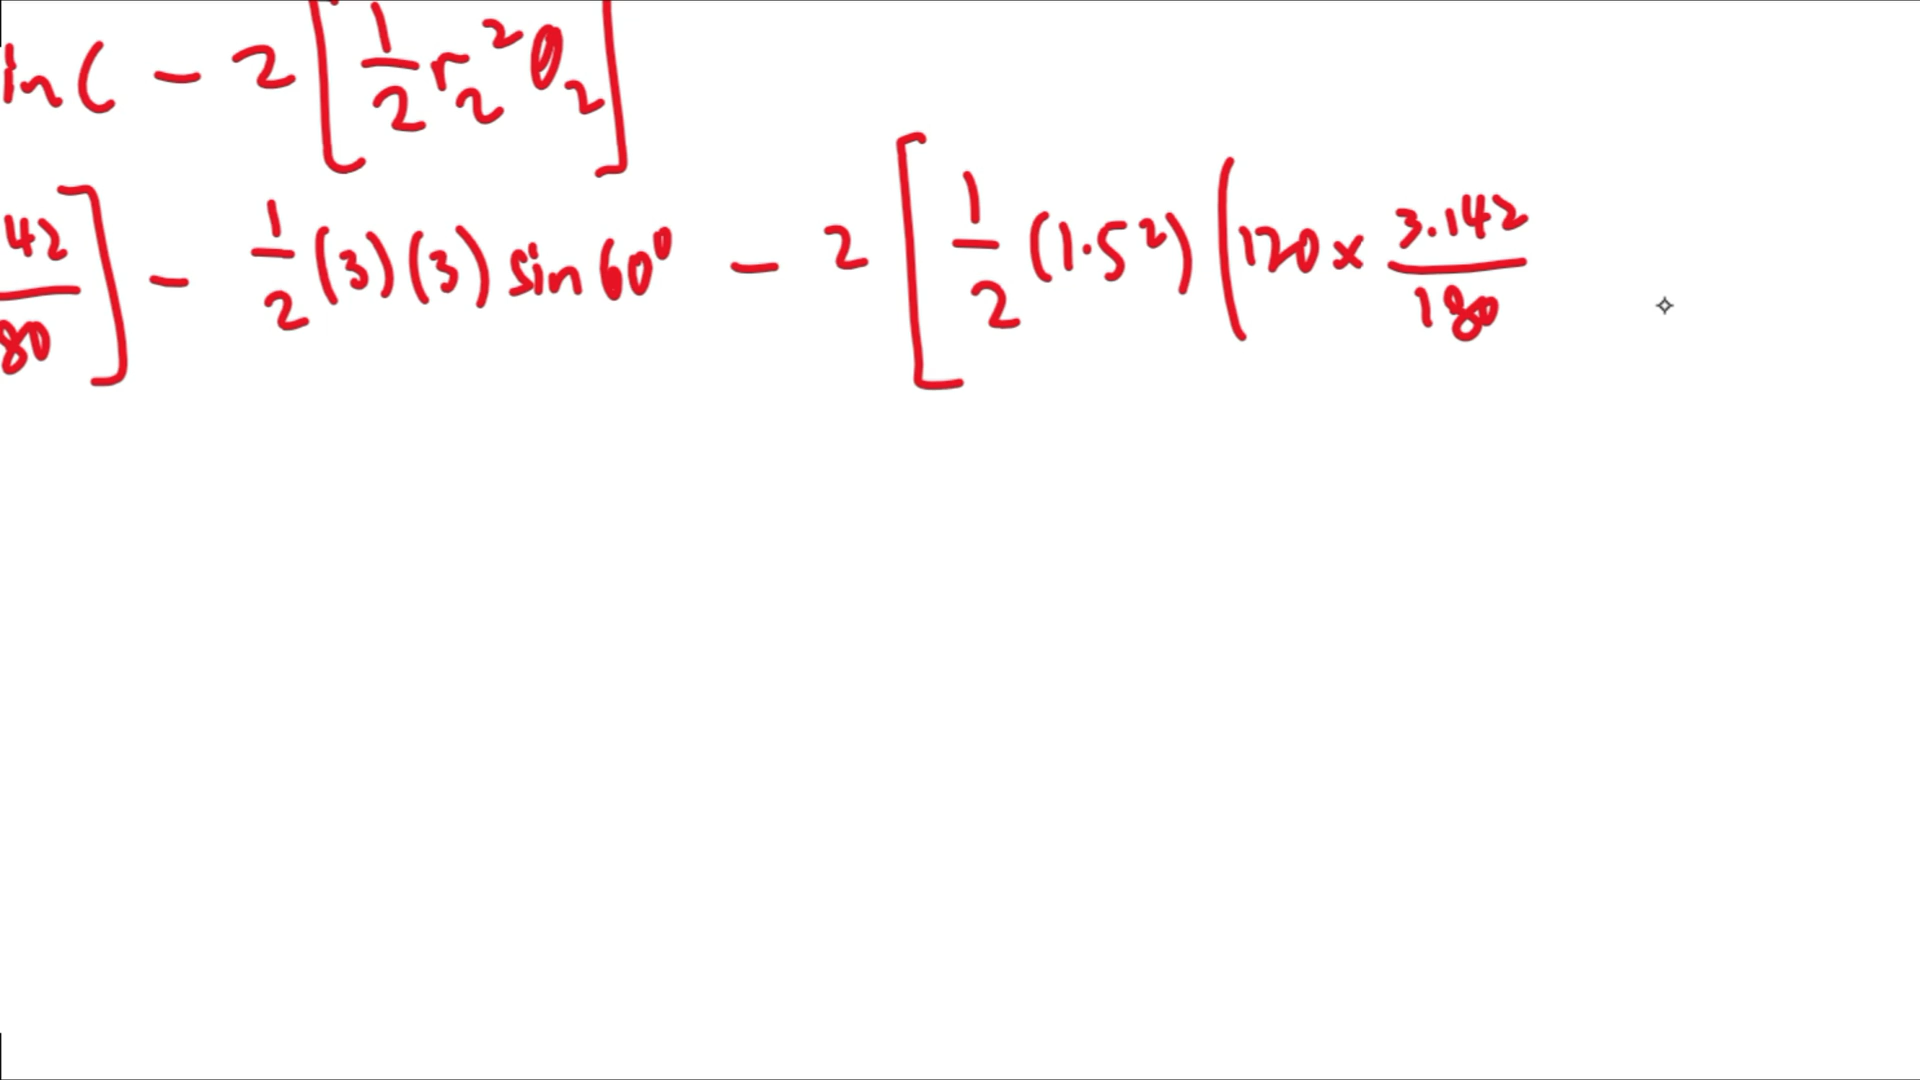 in C - 2 [ 1/2 r₂² θ₂ ]
42/80 ] - 1/2 (3)(3) sin 60⁰ - 2 [ 1/2 (1.5²) ( 120 x 3.142/180